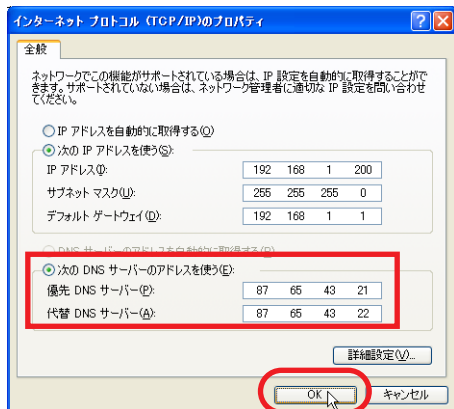 インターネット プロトコル (TCP/IP)のプロパティ
全般
ネットワークでこの機能がサポートされている場合は、IP 設定を自動的に取得することがで
きます。サポートされていない場合は、ネットワーク管理者に適切な IP 設定を問い合わせ
てください。
IP アドレスを自動的に取得する(O)
次の IP アドレスを使う(S):
IP アドレス(I): 192 168 1 200
サブネット マスク(U): 255 255 255 0
デフォルト ゲートウェイ(D): 192 168 1 1
DNS サーバーのアドレスを自動的に取得する(B)
次の DNS サーバーのアドレスを使う(E):
優先 DNS サーバー(P): 87 65 43 21
代替 DNS サーバー(A): 87 65 43 22
詳細設定(V)...
OK キャンセル